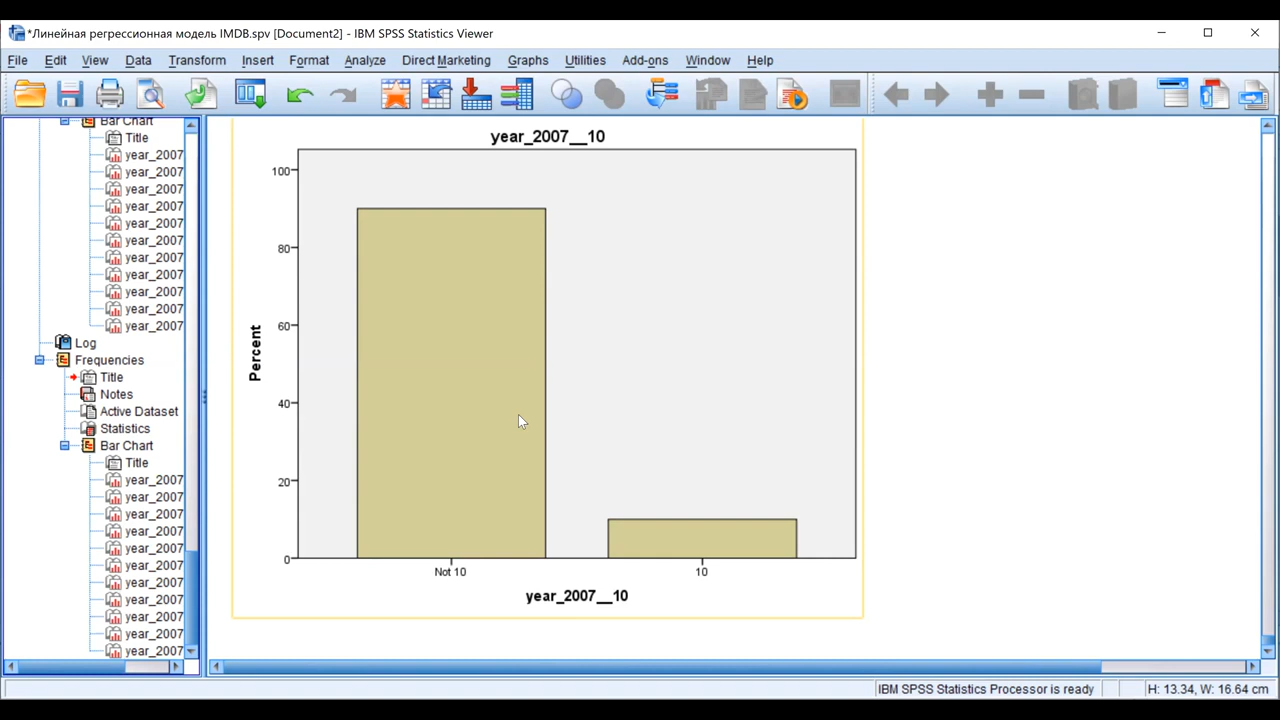 *Линейная регрессионная модель IMDB.spv [Document2] - IBM SPSS Statistics Viewer
File Edit View Data Transform Insert Format Analyze Direct Marketing Graphs Utilities Add-ons Window Help
Bar Chart
Title
year_2007
year_2007
year_2007
year_2007
year_2007
year_2007
year_2007
year_2007
year_2007
year_2007
year_2007
Log
Frequencies
Title
Notes
Active Dataset
Statistics
Bar Chart
Title
year_2007
year_2007
year_2007
year_2007
year_2007
year_2007
year_2007
year_2007
year_2007
year_2007
year_2007
year_2007__10
100
80
60
40
20
0
Percent
Not 10
10
year_2007__10
IBM SPSS Statistics Processor is ready
H: 13.34, W: 16.64 cm